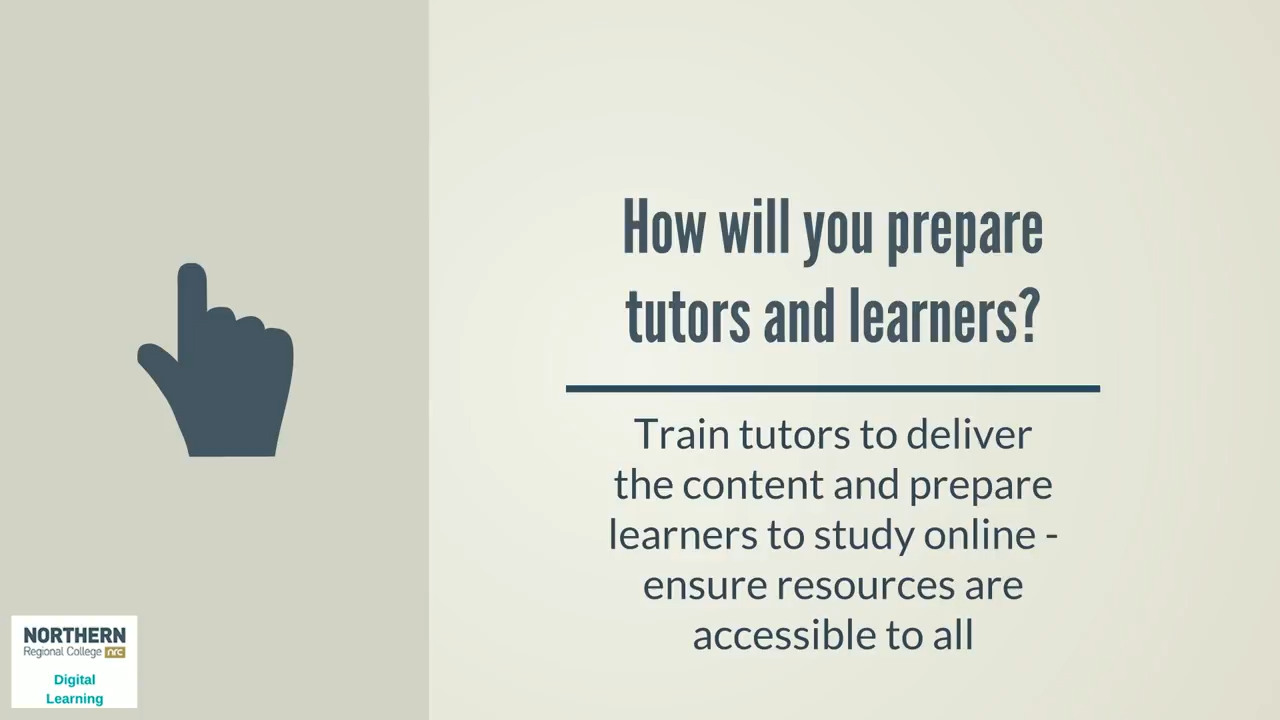 How will you prepare
tutors and learners?
Train tutors to deliver
the content and prepare
learners to study online -
ensure resources are
accessible to all
NORTHERN
Regional College nrc
Digital
Learning